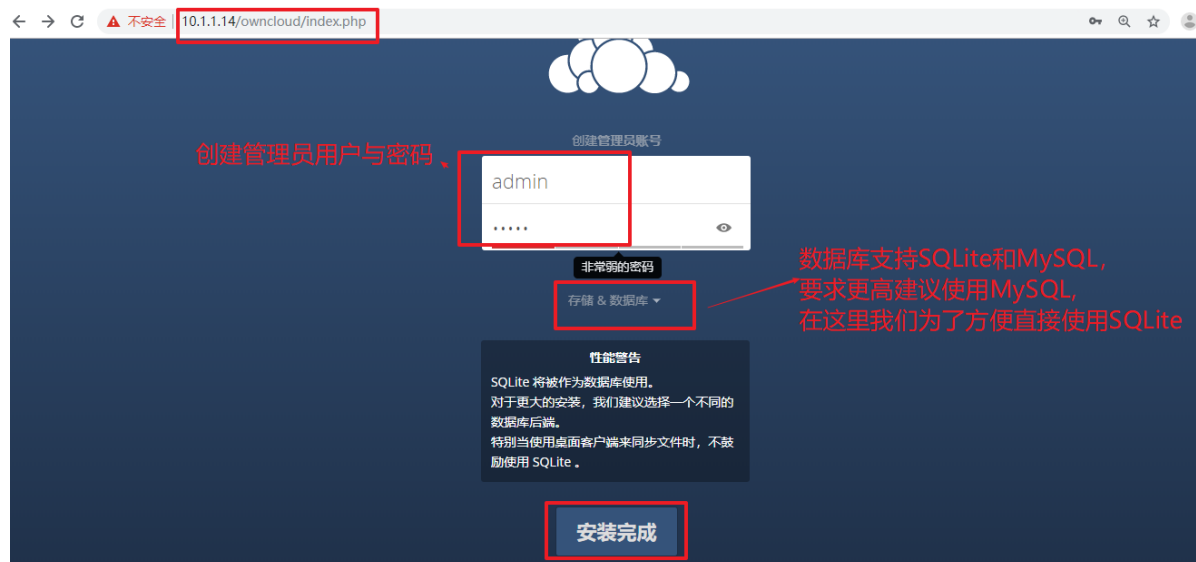 不安全 10.1.1.14/owncloud/index.php
创建管理员账号
创建管理员用户与密码
admin
•••••
非常弱的密码
存储 & 数据库
数据库支持SQLite和MySQL,
要求更高建议使用MySQL,
在这里我们为了方便直接使用SQLite
性能警告
SQLite 将被作为数据库使用。
对于更大的安装，我们建议选择一个不同的
数据库后端。
特别当使用桌面客户端来同步文件时，不鼓
励使用 SQLite 。
安装完成